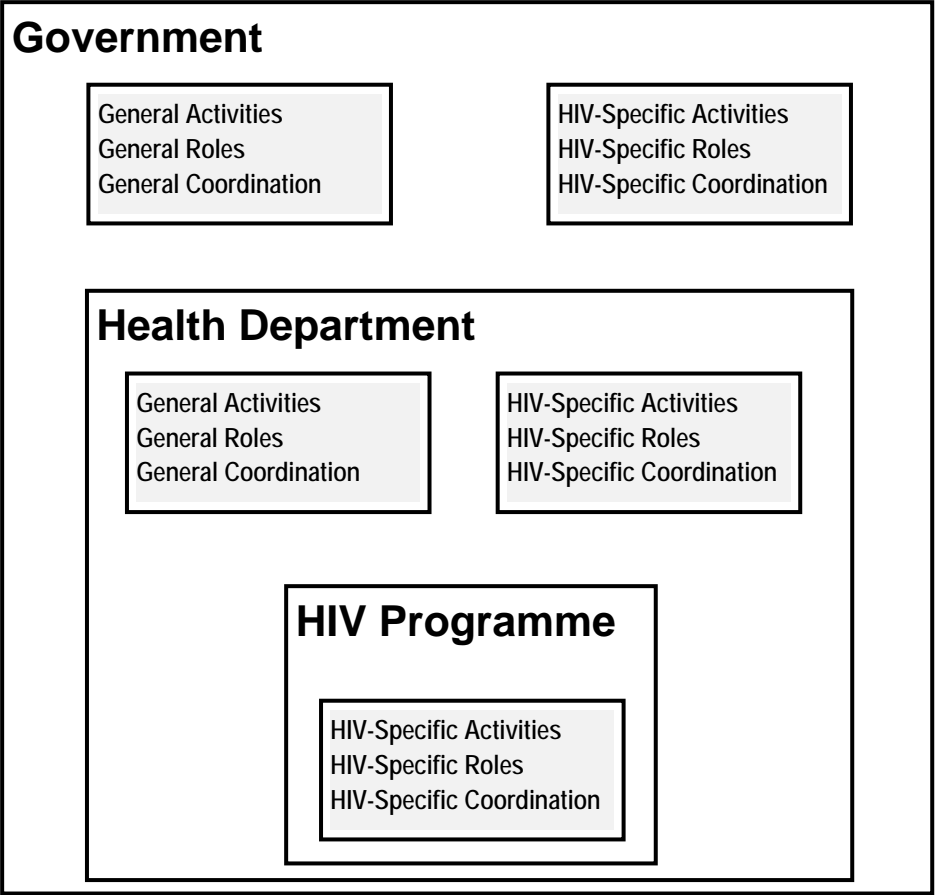 Government
General Activities
General Roles
General Coordination
HIV-Specific Activities
HIV-Specific Roles
HIV-Specific Coordination
Health Department
General Activities
General Roles
General Coordination
HIV-Specific Activities
HIV-Specific Roles
HIV-Specific Coordination
HIV Programme
HIV-Specific Activities
HIV-Specific Roles
HIV-Specific Coordination